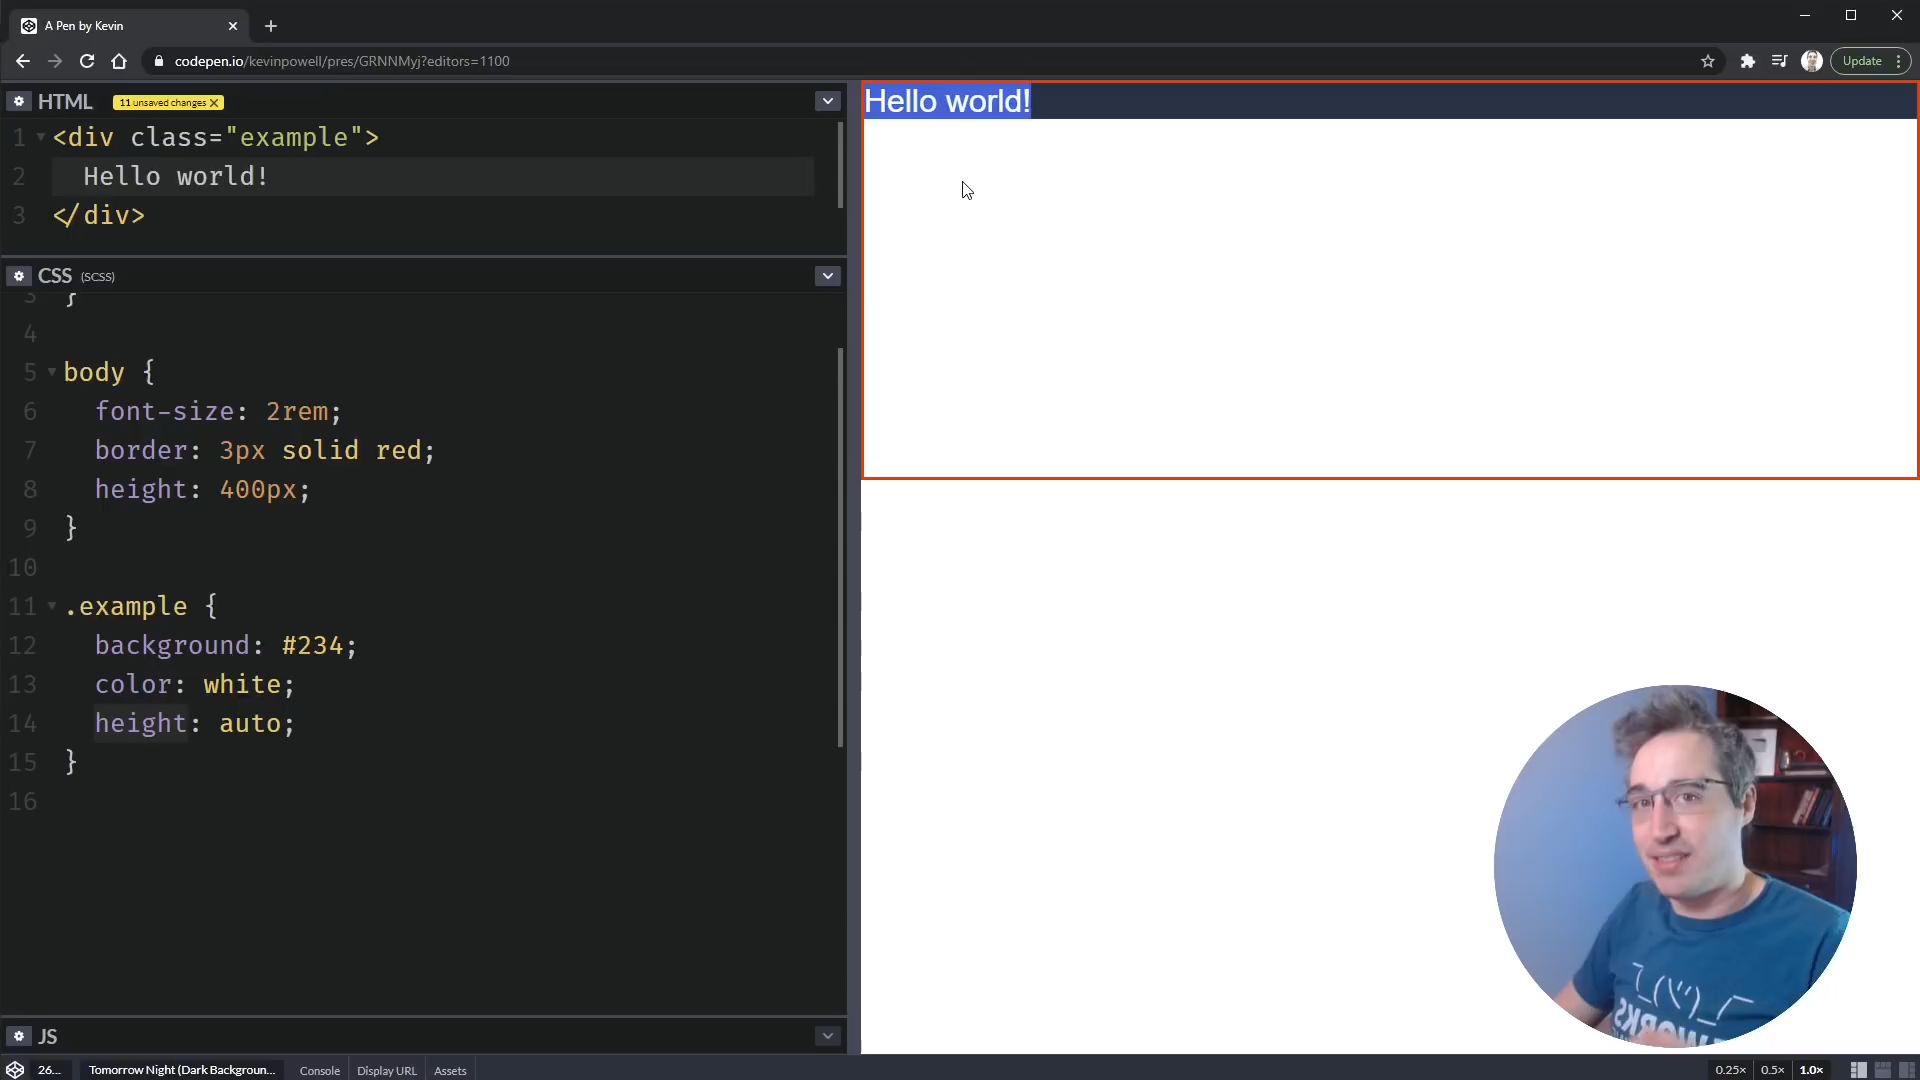 A Pen by Kevin
codepen.io/kevinpowell/pres/GRNNMyj?editors=1100
Update
HTML 11 unsaved changes
1 <div class="example">
2 Hello world!
3 </div>
CSS (SCSS)
3 }
4
5 body {
6 font-size: 2rem;
7 border: 3px solid red;
8 height: 400px;
9 }
10
11 .example {
12 background: #234;
13 color: white;
14 height: auto;
15 }
16
JS
26... Tomorrow Night (Dark Backgroun... Console Display URL Assets
Hello world!
¯\_(ツ)_/¯
0.25× 0.5× 1.0×